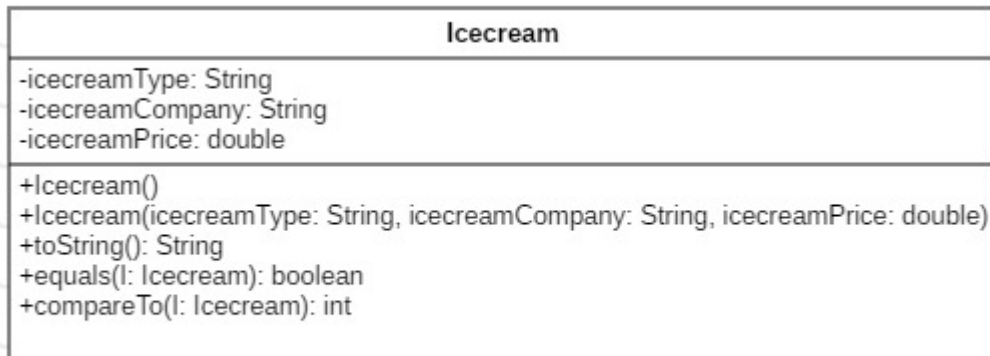 Icecream
-icecreamType: String
-icecreamCompany: String
-icecreamPrice: double
+Icecream()
+Icecream(icecreamType: String, icecreamCompany: String, icecreamPrice: double)
+toString(): String
+equals(I: Icecream): boolean
+compareTo(I: Icecream): int